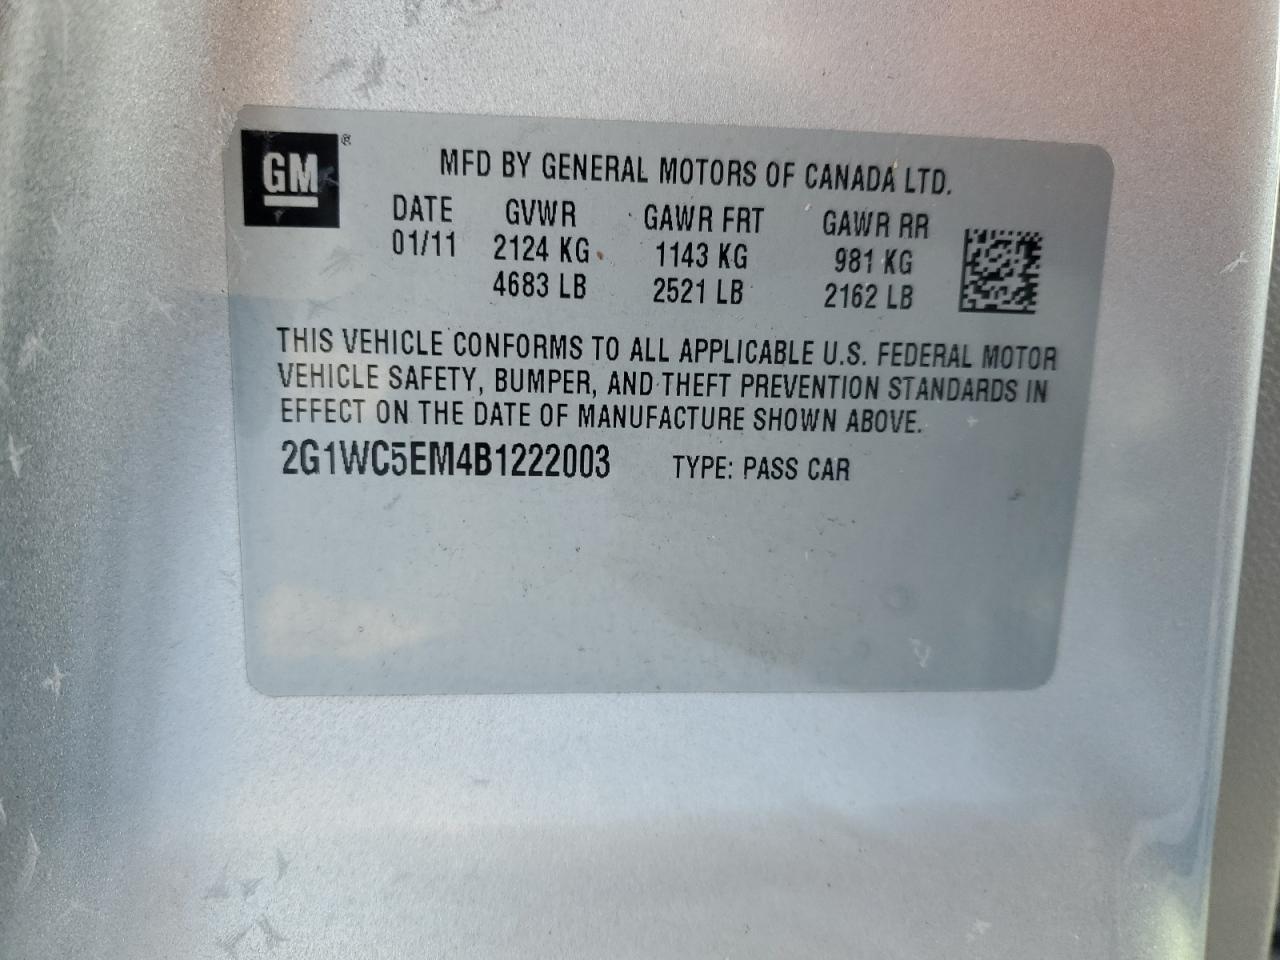 GM ®
MFD BY GENERAL MOTORS OF CANADA LTD.
DATE GVWR GAWR FRT GAWR RR
01/11 2124 KG 1143 KG 981 KG
4683 LB 2521 LB 2162 LB
THIS VEHICLE CONFORMS TO ALL APPLICABLE U.S. FEDERAL MOTOR
VEHICLE SAFETY, BUMPER, AND THEFT PREVENTION STANDARDS IN
EFFECT ON THE DATE OF MANUFACTURE SHOWN ABOVE.
2G1WC5EM4B1222003 TYPE: PASS CAR